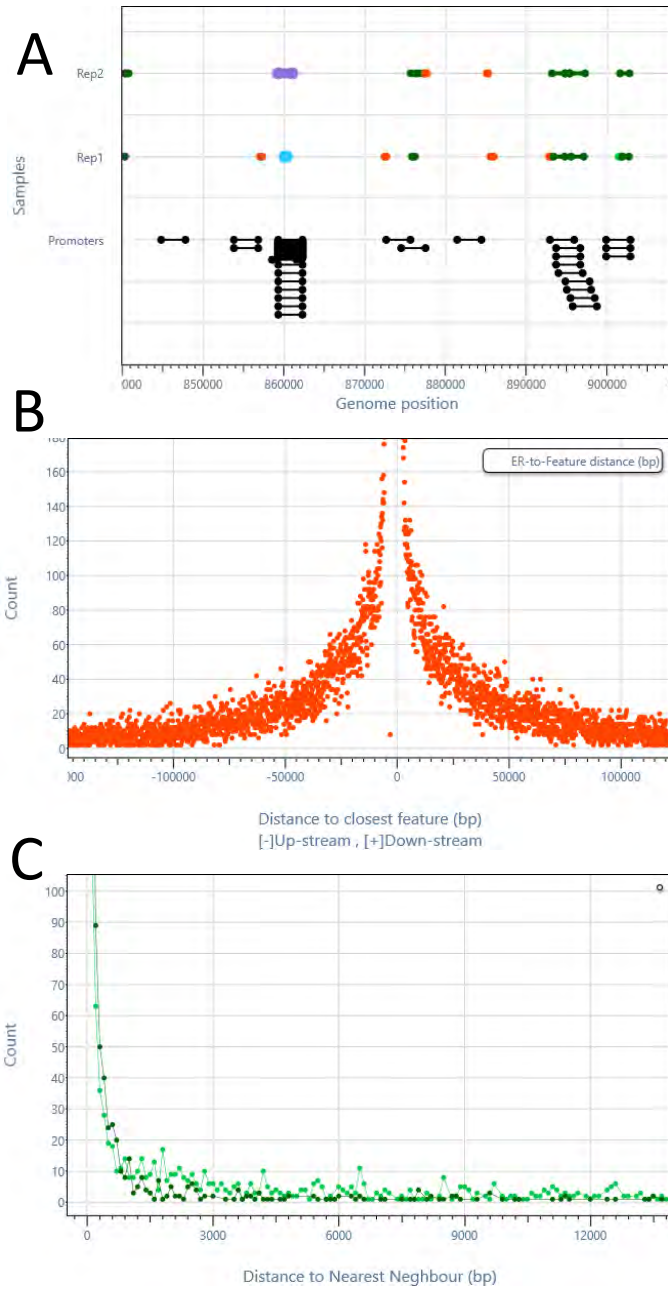 A
Rep2
Rep1
Promoters
Samples
000 850000 860000 870000 880000 890000 900000
Genome position
B
ER-to-Feature distance (bp)
180
160
140
120
100
80
60
40
20
0
Count
000 -100000 -50000 0 50000 100000
Distance to closest feature (bp)
[-]Up-stream , [+]Down-stream
C
100
90
80
70
60
50
40
30
20
10
0
Count
0 3000 6000 9000 12000
Distance to Nearest Neghbour (bp)